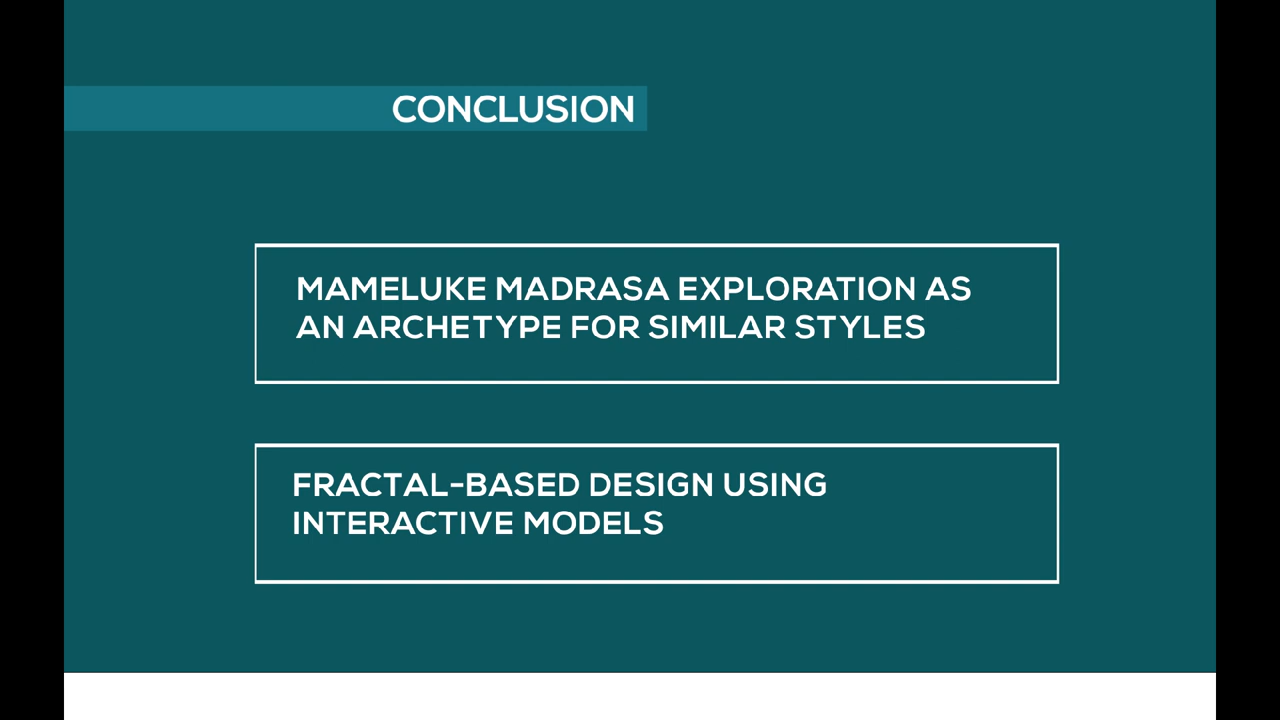 CONCLUSION
MAMELUKE MADRASA EXPLORATION AS
AN ARCHETYPE FOR SIMILAR STYLES
FRACTAL-BASED DESIGN USING
INTERACTIVE MODELS